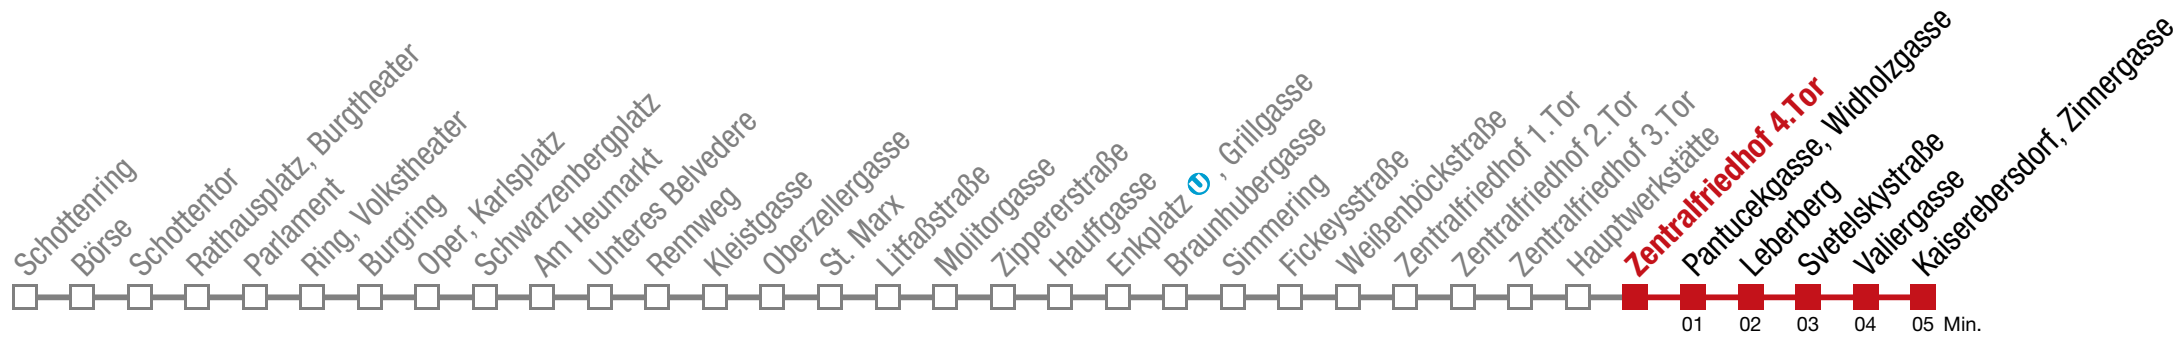 Schottenring
Börse
Schottentor
Rathausplatz, Burgtheater
Parlament
Ring, Volkstheater
Burgring
Oper, Karlsplatz
Schwarzenbergplatz
Am Heumarkt
Unteres Belvedere
Rennweg
Kleistgasse
Oberzellergasse
St. Marx
Litfaßstraße
Molitorgasse
Zippererstraße
Hauffgasse
Enkplatz U, Grillgasse
Braunhubergasse
Simmering
Fickeysstraße
Weißenböckstraße
Zentralfriedhof 1.Tor
Zentralfriedhof 2.Tor
Zentralfriedhof 3.Tor
Hauptwerkstätte
Zentralfriedhof 4.Tor
Pantucekgasse, Widholzgasse
Leberberg
Svetelskystraße
Valiergasse
Kaiserebersdorf, Zinnergasse
01 02 03 04 05 Min.